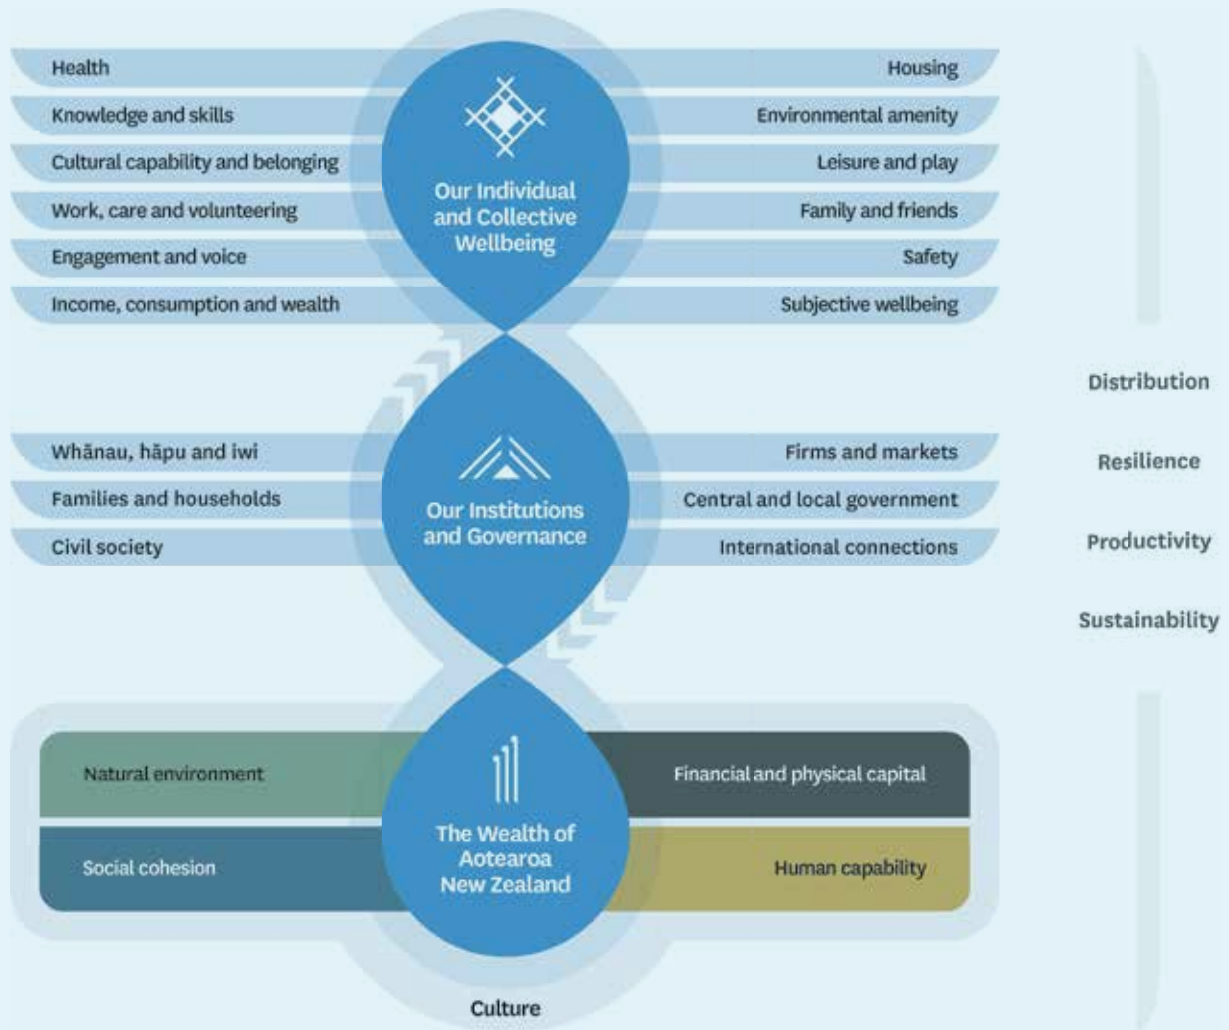 Health
Knowledge and skills
Cultural capability and belonging
Work, care and volunteering
Engagement and voice
Income, consumption and wealth
Our Individual
and Collective
Wellbeing
Housing
Environmental amenity
Leisure and play
Family and friends
Safety
Subjective wellbeing
Whānau, hāpu and iwi
Families and households
Civil society
Our Institutions
and Governance
Firms and markets
Central and local government
International connections
Natural environment
Social cohesion
The Wealth of
Aotearoa
New Zealand
Financial and physical capital
Human capability
Culture
Distribution
Resilience
Productivity
Sustainability